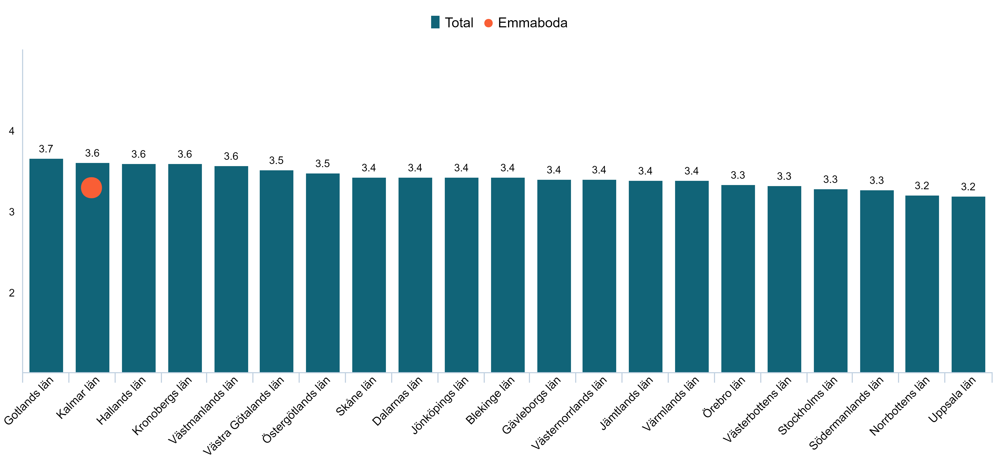 Total Emmaboda
4
3
2
3.7 3.6 3.6 3.6 3.6 3.5 3.5 3.4 3.4 3.4 3.4 3.4 3.4 3.4 3.4 3.3 3.3 3.3 3.3 3.2 3.2
Gotlands län
Kalmar län
Hallands län
Kronobergs län
Västmanlands län
Västra Götalands län
Östergötlands län
Skåne län
Dalarnas län
Jönköpings län
Blekinge län
Gävleborgs län
Västernorrlands län
Jämtlands län
Värmlands län
Örebro län
Västerbottens län
Stockholms län
Södermanlands län
Norrbottens län
Uppsala län